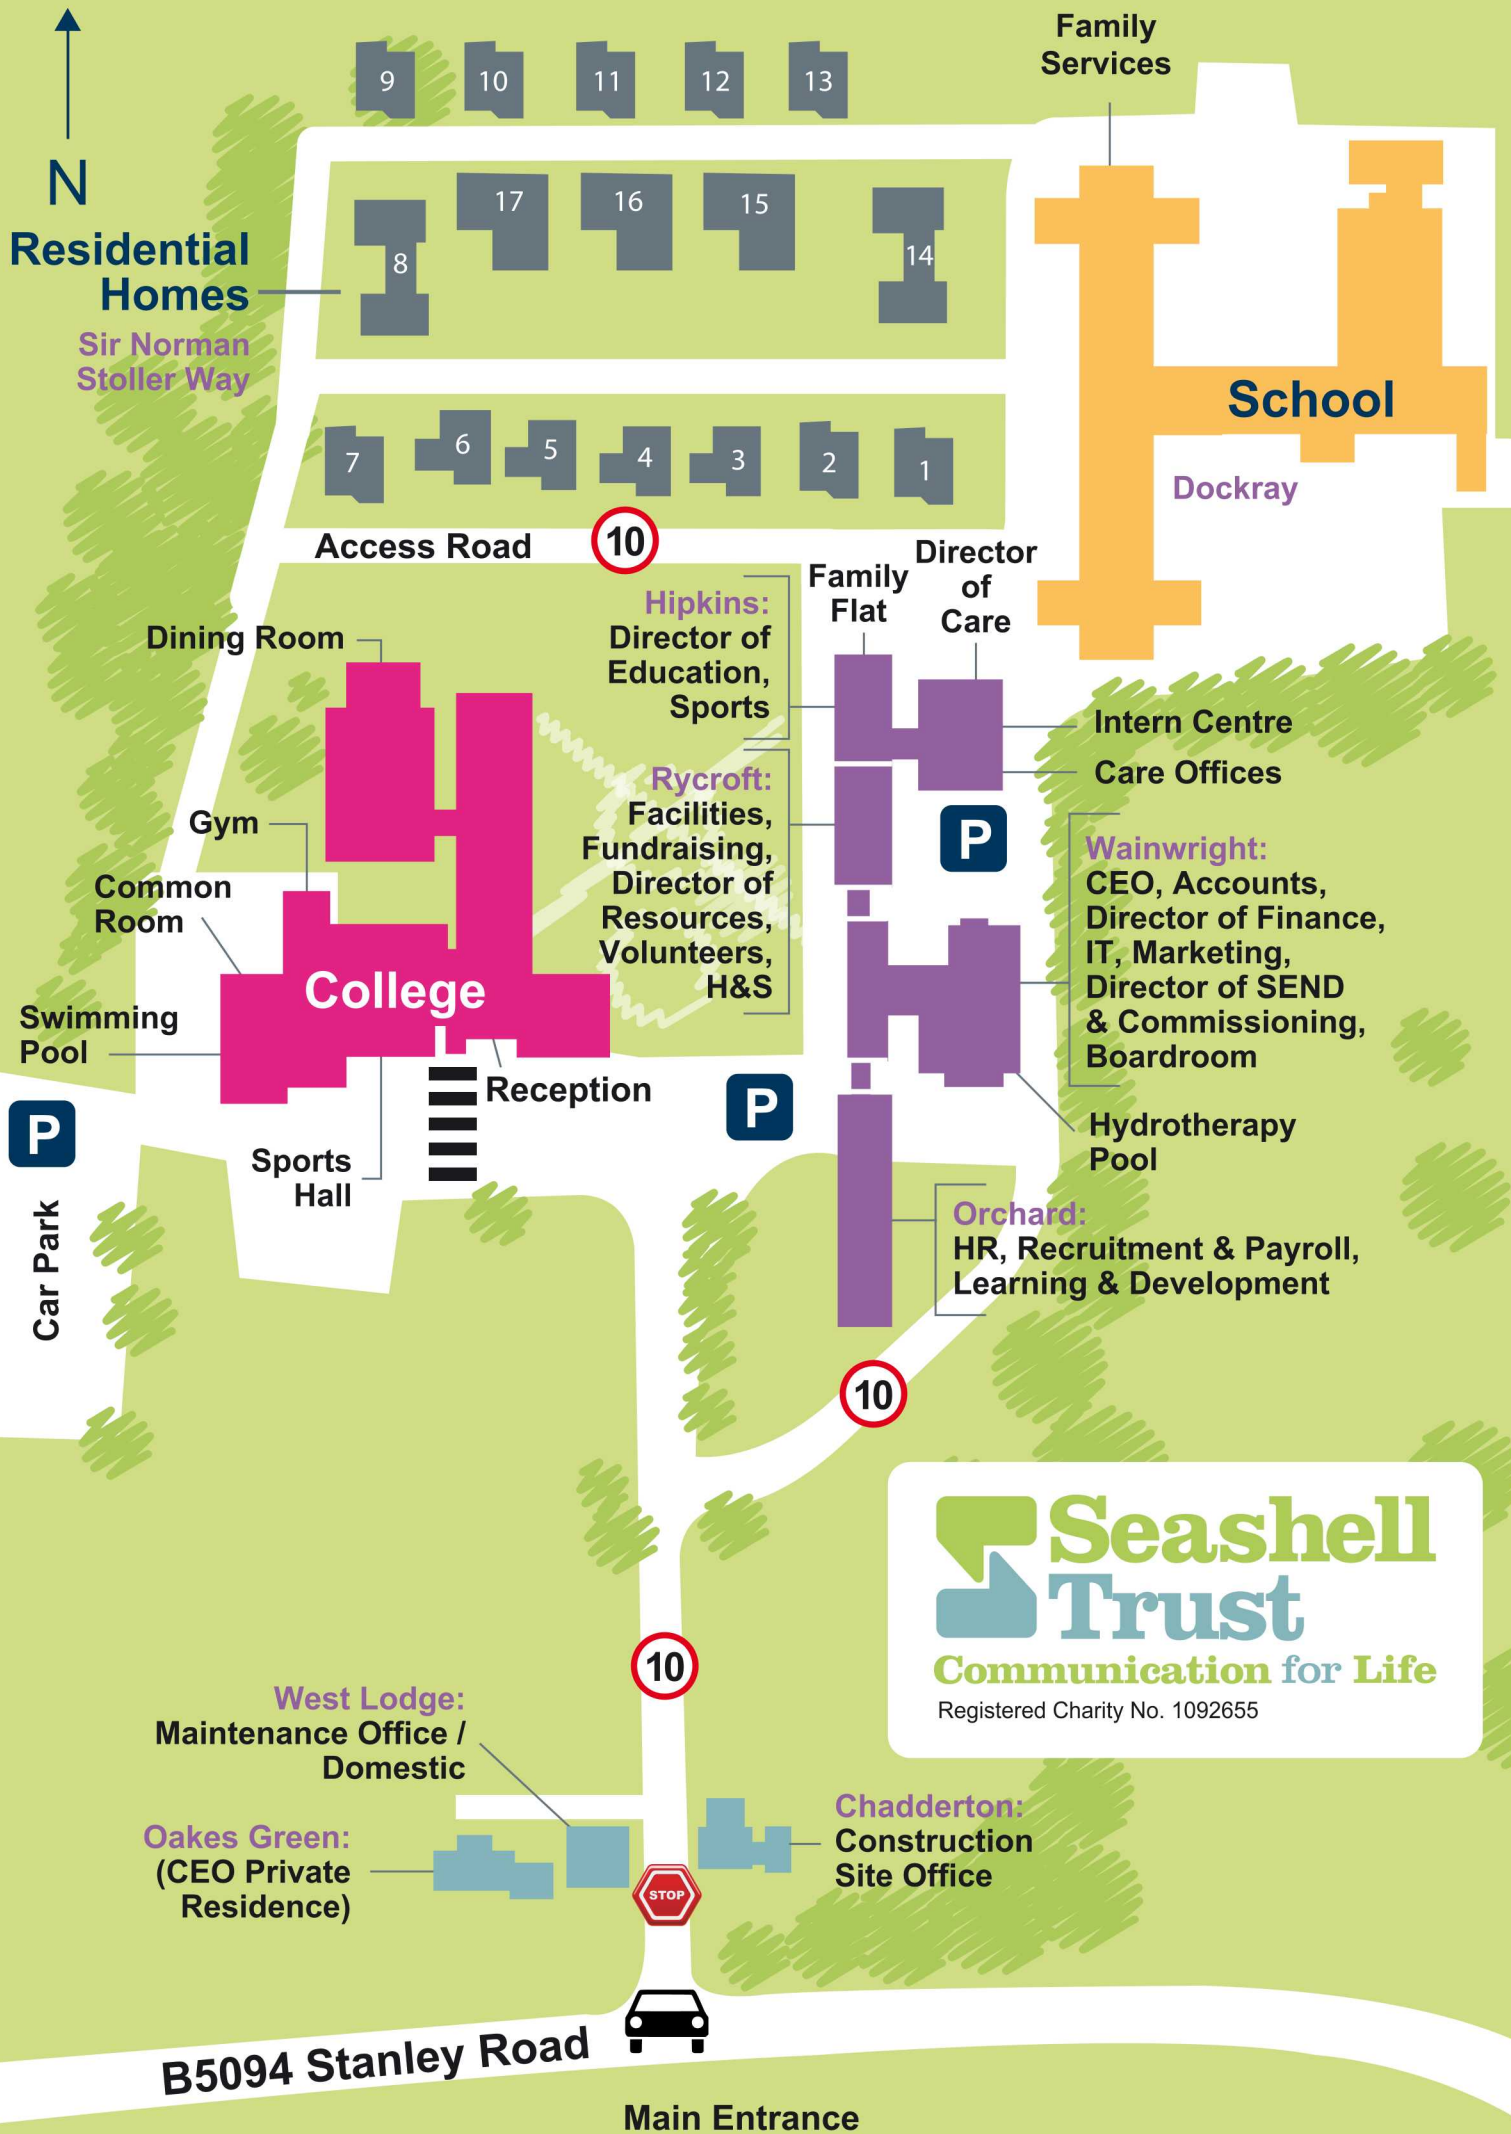 Family
Services
N
9
10
11
12
13
17
16
15
8
14
Residential
Homes
Sir Norman
Stoller Way
School
Dockray
7
6
5
4
3
2
1
Access Road
10
Family
Flat
Director
of
Care
Hipkins:
Director of
Education,
Sports
Dining Room
Intern Centre
Care Offices
Rycroft:
Facilities,
Fundraising,
Director of
Resources,
Volunteers,
H&S
P
Wainwright:
CEO, Accounts,
Director of Finance,
IT, Marketing,
Director of SEND
& Commissioning,
Boardroom
Gym
Common
Room
College
Swimming
Pool
Reception
P
P
Car Park
Sports
Hall
Hydrotherapy
Pool
Orchard:
HR, Recruitment & Payroll,
Learning & Development
10
Seashell
Trust
Communication for Life
Registered Charity No. 1092655
10
West Lodge:
Maintenance Office /
Domestic
Oakes Green:
(CEO Private
Residence)
Chadderton:
Construction
Site Office
STOP
B5094 Stanley Road
Main Entrance